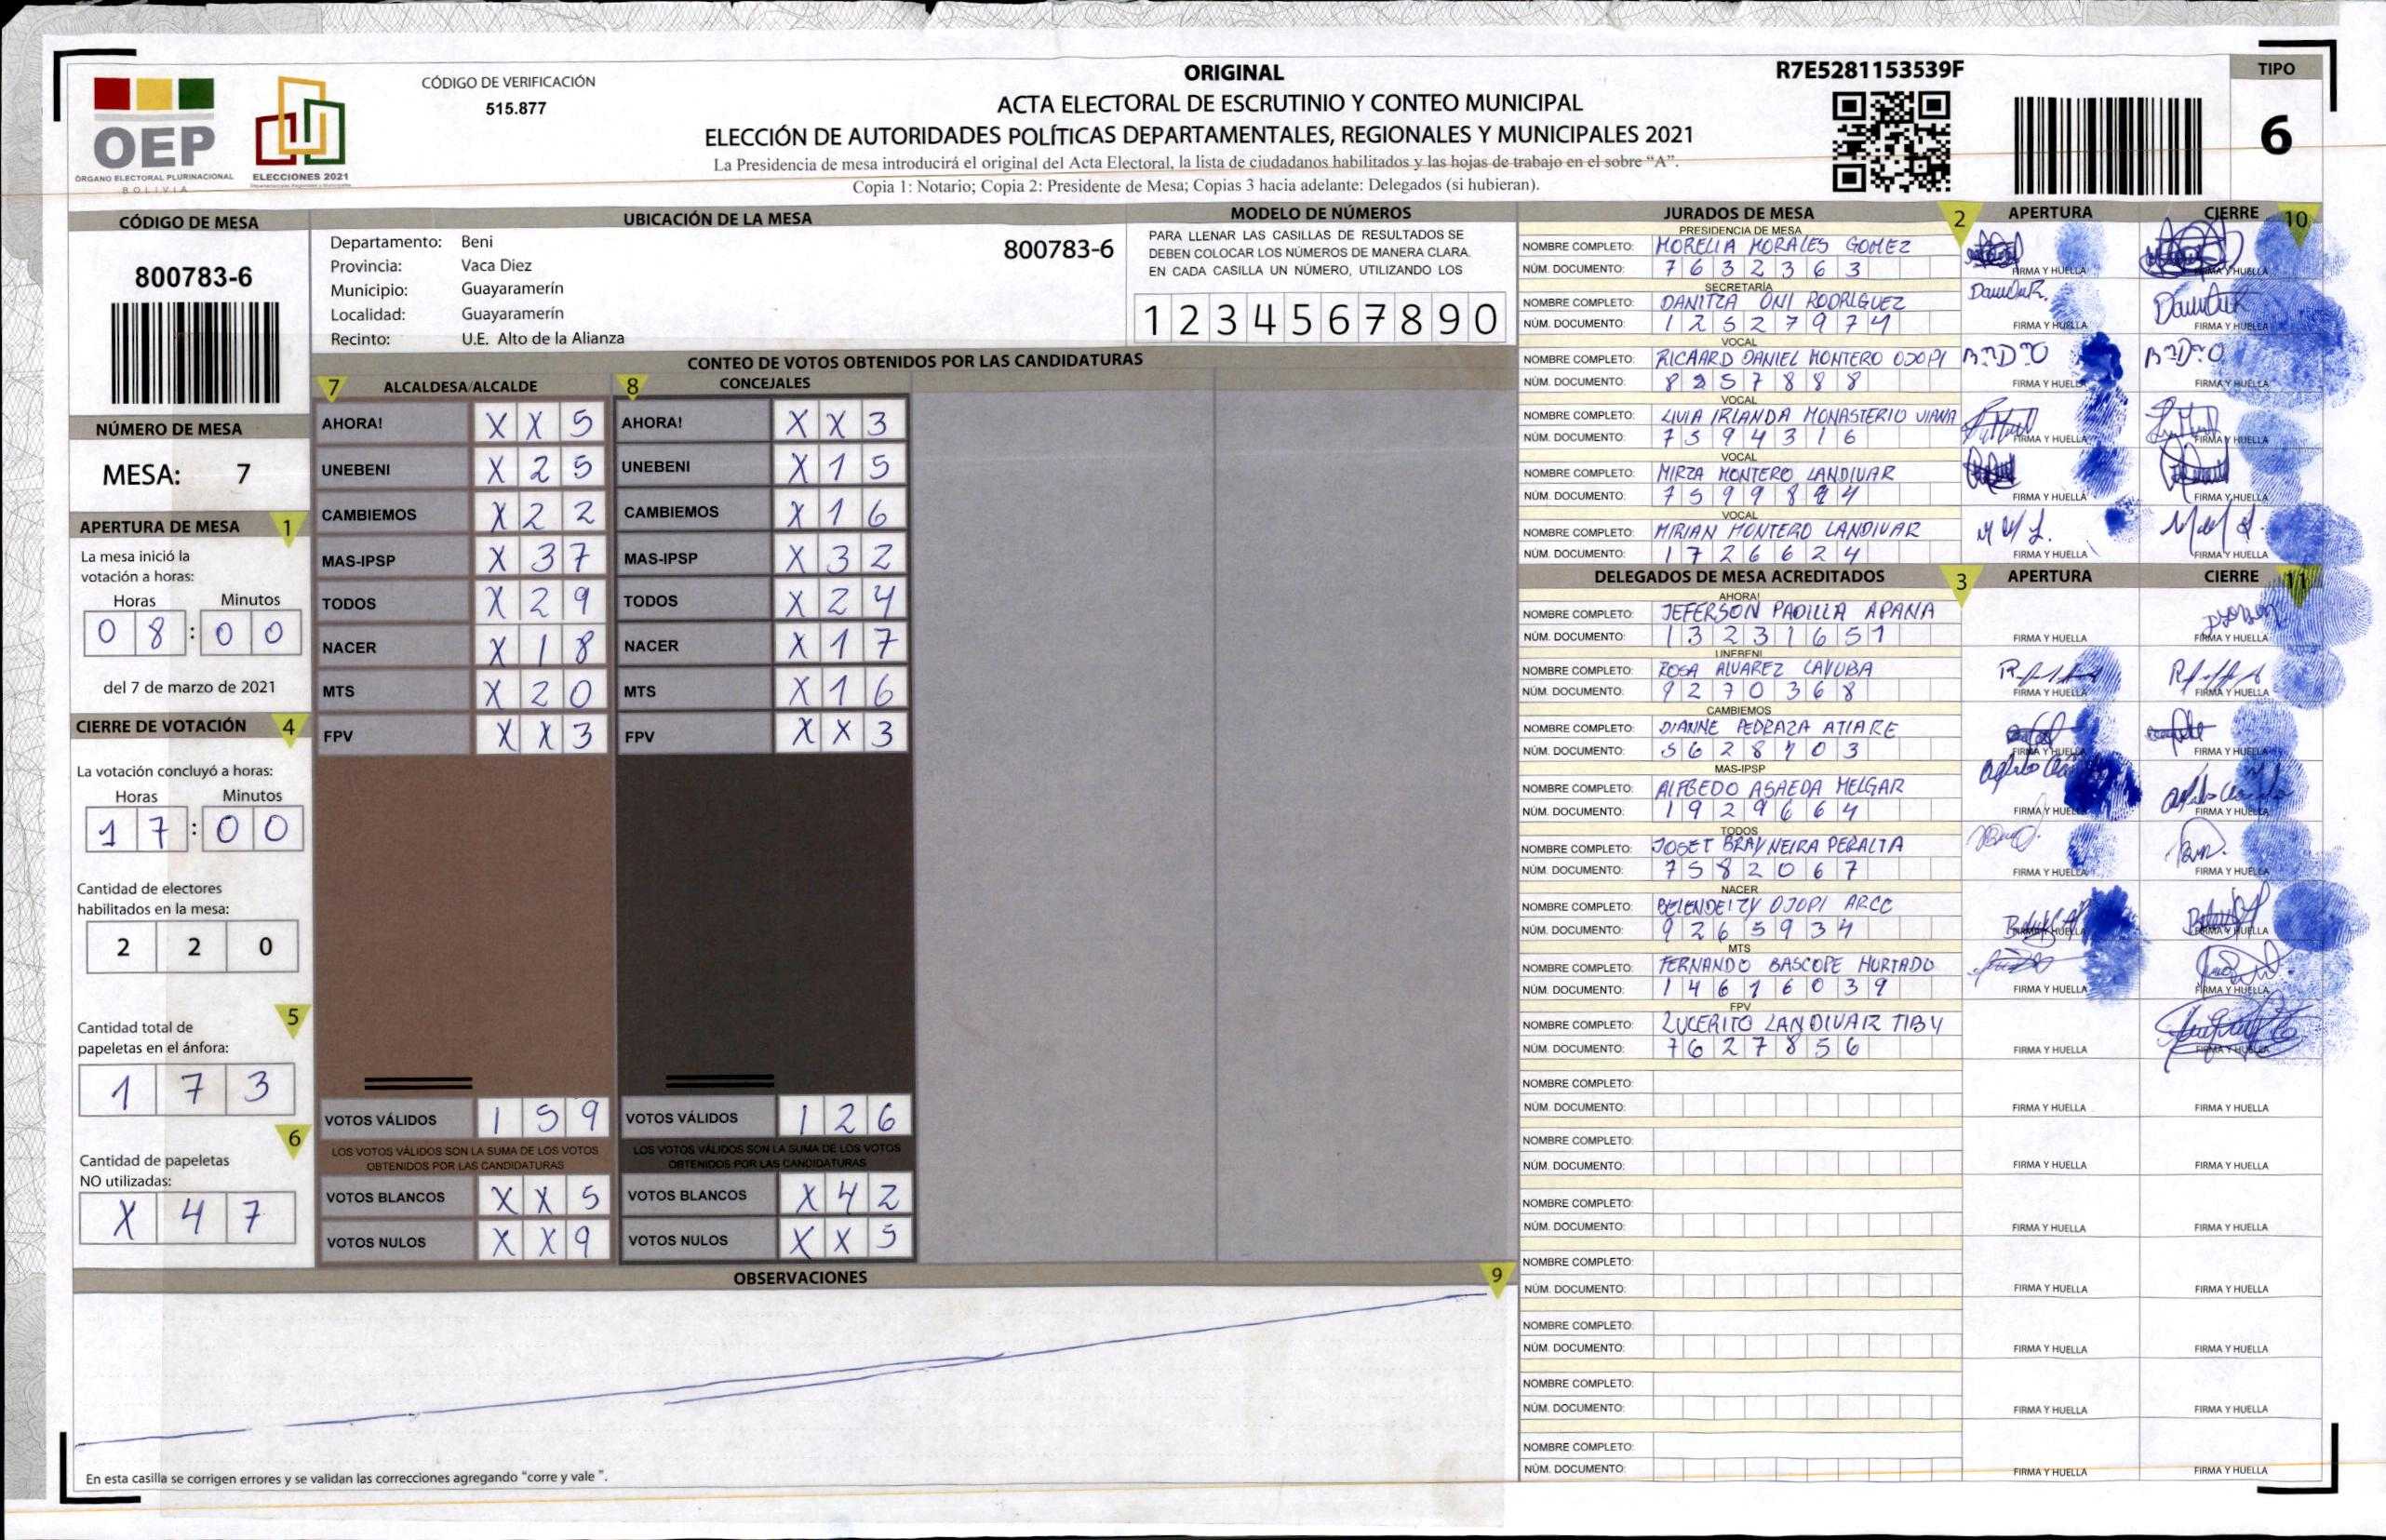 ORIGINAL
ACTA ELECTORAL DE ESCRUTINIO Y CONTEO MUNICIPAL
ELECCIÓN DE AUTORIDADES POLÍTICAS DEPARTAMENTALES, REGIONALES Y MUNICIPALES 2021
La Presidencia de mesa introducirá el original del Acta Electoral, la lista de ciudadanos habilitados y las hojas de trabajo en el sobre "A".
Copia 1: Notario; Copia 2: Presidente de Mesa; Copias 3 hacia adelante: Delegados (si hubieran).
OEP
ÓRGANO ELECTORAL PLURINACIONAL
BOLIVIA
ELECCIONES 2021
CÓDIGO DE VERIFICACIÓN
515.877
R7E5281153539F
TIPO
6
CÓDIGO DE MESA
800783-6
NÚMERO DE MESA
MESA: 7
APERTURA DE MESA 1
La mesa inició la
votación a horas:
Horas Minutos
0 8 : 0 0
del 7 de marzo de 2021
CIERRE DE VOTACIÓN 4
La votación concluyó a horas:
Horas Minutos
1 7 : 0 0
Cantidad de electores
habilitados en la mesa:
2 2 0
5
Cantidad total de
papeletas en el ánfora:
1 7 3
6
Cantidad de papeletas
NO utilizadas:
X 4 7
UBICACIÓN DE LA MESA
Departamento: Beni
Provincia: Vaca Diez
Municipio: Guayaramerín
Localidad: Guayaramerín
Recinto: U.E. Alto de la Alianza
800783-6
MODELO DE NÚMEROS
PARA LLENAR LAS CASILLAS DE RESULTADOS SE
DEBEN COLOCAR LOS NÚMEROS DE MANERA CLARA.
EN CADA CASILLA UN NÚMERO, UTILIZANDO LOS
1 2 3 4 5 6 7 8 9 0
CONTEO DE VOTOS OBTENIDOS POR LAS CANDIDATURAS
7 ALCALDESA/ALCALDE
AHORA! X X 5
UNEBENI X 2 5
CAMBIEMOS X 2 2
MAS-IPSP X 3 7
TODOS X 2 9
NACER X 1 8
MTS X 2 0
FPV X X 3
VOTOS VÁLIDOS 1 5 9
LOS VOTOS VÁLIDOS SON LA SUMA DE LOS VOTOS
OBTENIDOS POR LAS CANDIDATURAS
VOTOS BLANCOS X X 5
VOTOS NULOS X X 9
8 CONCEJALES
AHORA! X X 3
UNEBENI X 1 5
CAMBIEMOS X 1 6
MAS-IPSP X 3 2
TODOS X 2 4
NACER X 1 7
MTS X 1 6
FPV X X 3
VOTOS VÁLIDOS 1 2 6
LOS VOTOS VÁLIDOS SON LA SUMA DE LOS VOTOS
OBTENIDOS POR LAS CANDIDATURAS
VOTOS BLANCOS X 4 2
VOTOS NULOS X X 5
OBSERVACIONES 9
En esta casilla se corrigen errores y se validan las correcciones agregando "corre y vale ".
JURADOS DE MESA 2 APERTURA CIERRE 10
PRESIDENCIA DE MESA
NOMBRE COMPLETO: MORELIA MORALES GOMEZ
NÚM. DOCUMENTO: 7 6 3 2 3 6 3 FIRMA Y HUELLA FIRMA Y HUELLA
SECRETARÍA
NOMBRE COMPLETO: DANITZA ONI RODRIGUEZ
NÚM. DOCUMENTO: 1 2 5 2 7 9 7 4 FIRMA Y HUELLA FIRMA Y HUELLA
VOCAL
NOMBRE COMPLETO: RICAARD DANIEL MONTERO OJOPI
NÚM. DOCUMENTO: FIRMA Y HUELLA FIRMA Y HUELLA
VOCAL
NOMBRE COMPLETO: LIVIA IRLANDA MONASTERIO VIANA
NÚM. DOCUMENTO: 7 5 9 4 3 1 6 FIRMA Y HUELLA FIRMA Y HUELLA
VOCAL
NOMBRE COMPLETO: MIRZA MONTERO LANDIVAR
NÚM. DOCUMENTO: FIRMA Y HUELLA FIRMA Y HUELLA
VOCAL
NOMBRE COMPLETO: MIRIAN MONTERO LANDIVAR
NÚM. DOCUMENTO: 1 7 2 6 6 2 4 FIRMA Y HUELLA FIRMA Y HUELLA
DELEGADOS DE MESA ACREDITADOS 3 APERTURA CIERRE 11
AHORA!
NOMBRE COMPLETO: JEFERSON PADILLA APANA
NÚM. DOCUMENTO: 1 3 2 3 1 6 5 1 FIRMA Y HUELLA FIRMA Y HUELLA
UNEBENI
NOMBRE COMPLETO: ROSA ALVAREZ CAYUBA
NÚM. DOCUMENTO: 9 2 7 0 3 6 8 FIRMA Y HUELLA FIRMA Y HUELLA
CAMBIEMOS
NOMBRE COMPLETO: DIANNE PEDRAZA ATIARE
NÚM. DOCUMENTO: FIRMA Y HUELLA FIRMA Y HUELLA
MAS-IPSP
NOMBRE COMPLETO: ALFREDO ASAEDA MELGAR
NÚM. DOCUMENTO: 1 9 2 9 6 6 4 FIRMA Y HUELLA FIRMA Y HUELLA
TODOS
NOMBRE COMPLETO: JOSET BRAY NEIRA PERALTA
NÚM. DOCUMENTO: 7 5 8 2 0 6 7 FIRMA Y HUELLA FIRMA Y HUELLA
NACER
NOMBRE COMPLETO: OJOPI ARCE
NÚM. DOCUMENTO: 9 2 6 5 9 3 4 FIRMA Y HUELLA FIRMA Y HUELLA
MTS
NOMBRE COMPLETO: FERNANDO BASCOPE HURTADO
NÚM. DOCUMENTO: 1 4 6 1 6 0 3 9 FIRMA Y HUELLA FIRMA Y HUELLA
FPV
NOMBRE COMPLETO: LUCERITO LANDIVAR TIBY
NÚM. DOCUMENTO: 7 6 2 7 8 5 6 FIRMA Y HUELLA FIRMA Y HUELLA
NOMBRE COMPLETO:
NÚM. DOCUMENTO: FIRMA Y HUELLA FIRMA Y HUELLA
NOMBRE COMPLETO:
NÚM. DOCUMENTO: FIRMA Y HUELLA FIRMA Y HUELLA
NOMBRE COMPLETO:
NÚM. DOCUMENTO: FIRMA Y HUELLA FIRMA Y HUELLA
NOMBRE COMPLETO:
NÚM. DOCUMENTO: FIRMA Y HUELLA FIRMA Y HUELLA
NOMBRE COMPLETO:
NÚM. DOCUMENTO: FIRMA Y HUELLA FIRMA Y HUELLA
NOMBRE COMPLETO:
NÚM. DOCUMENTO: FIRMA Y HUELLA FIRMA Y HUELLA
NOMBRE COMPLETO:
NÚM. DOCUMENTO: FIRMA Y HUELLA FIRMA Y HUELLA